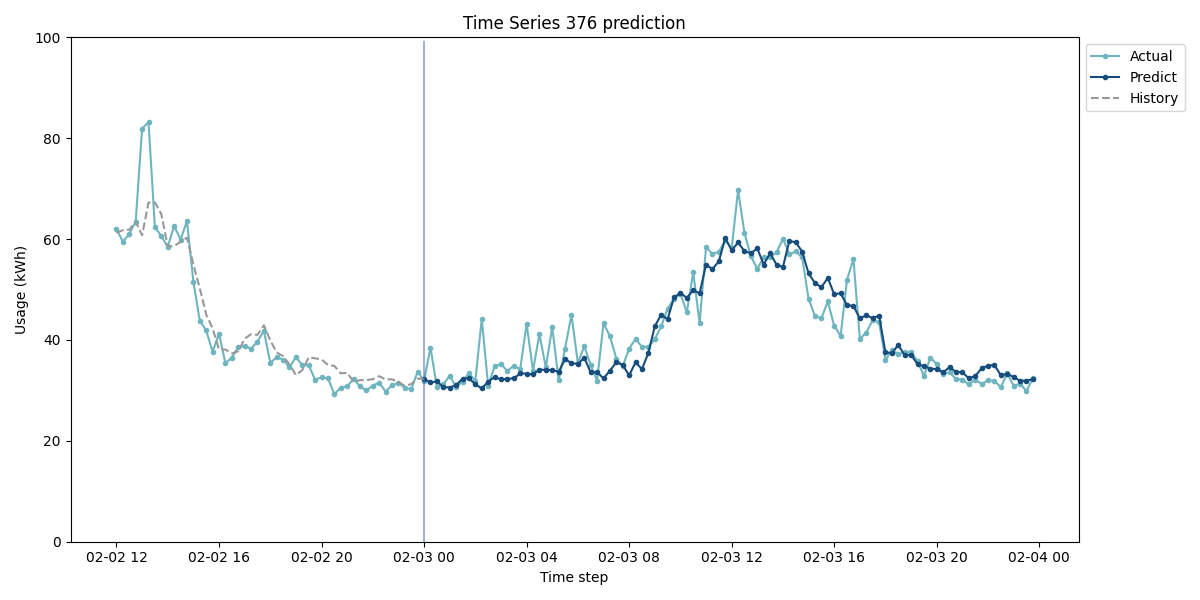 Time Series 376 prediction
Actual
Predict
History
Usage (kWh)
100
80
60
40
20
0
02-02 12
02-02 16
02-02 20
02-03 00
02-03 04
02-03 08
02-03 12
02-03 16
02-03 20
02-04 00
Time step